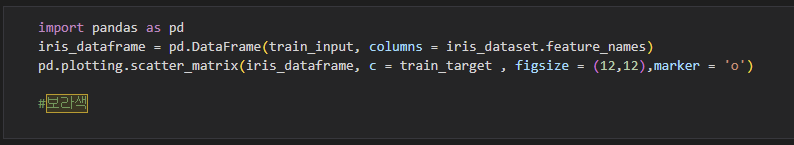 import pandas as pd
iris_dataframe = pd.DataFrame(train_input, columns = iris_dataset.feature_names)
pd.plotting.scatter_matrix(iris_dataframe, c = train_target , figsize = (12,12),marker = 'o')
#보라색